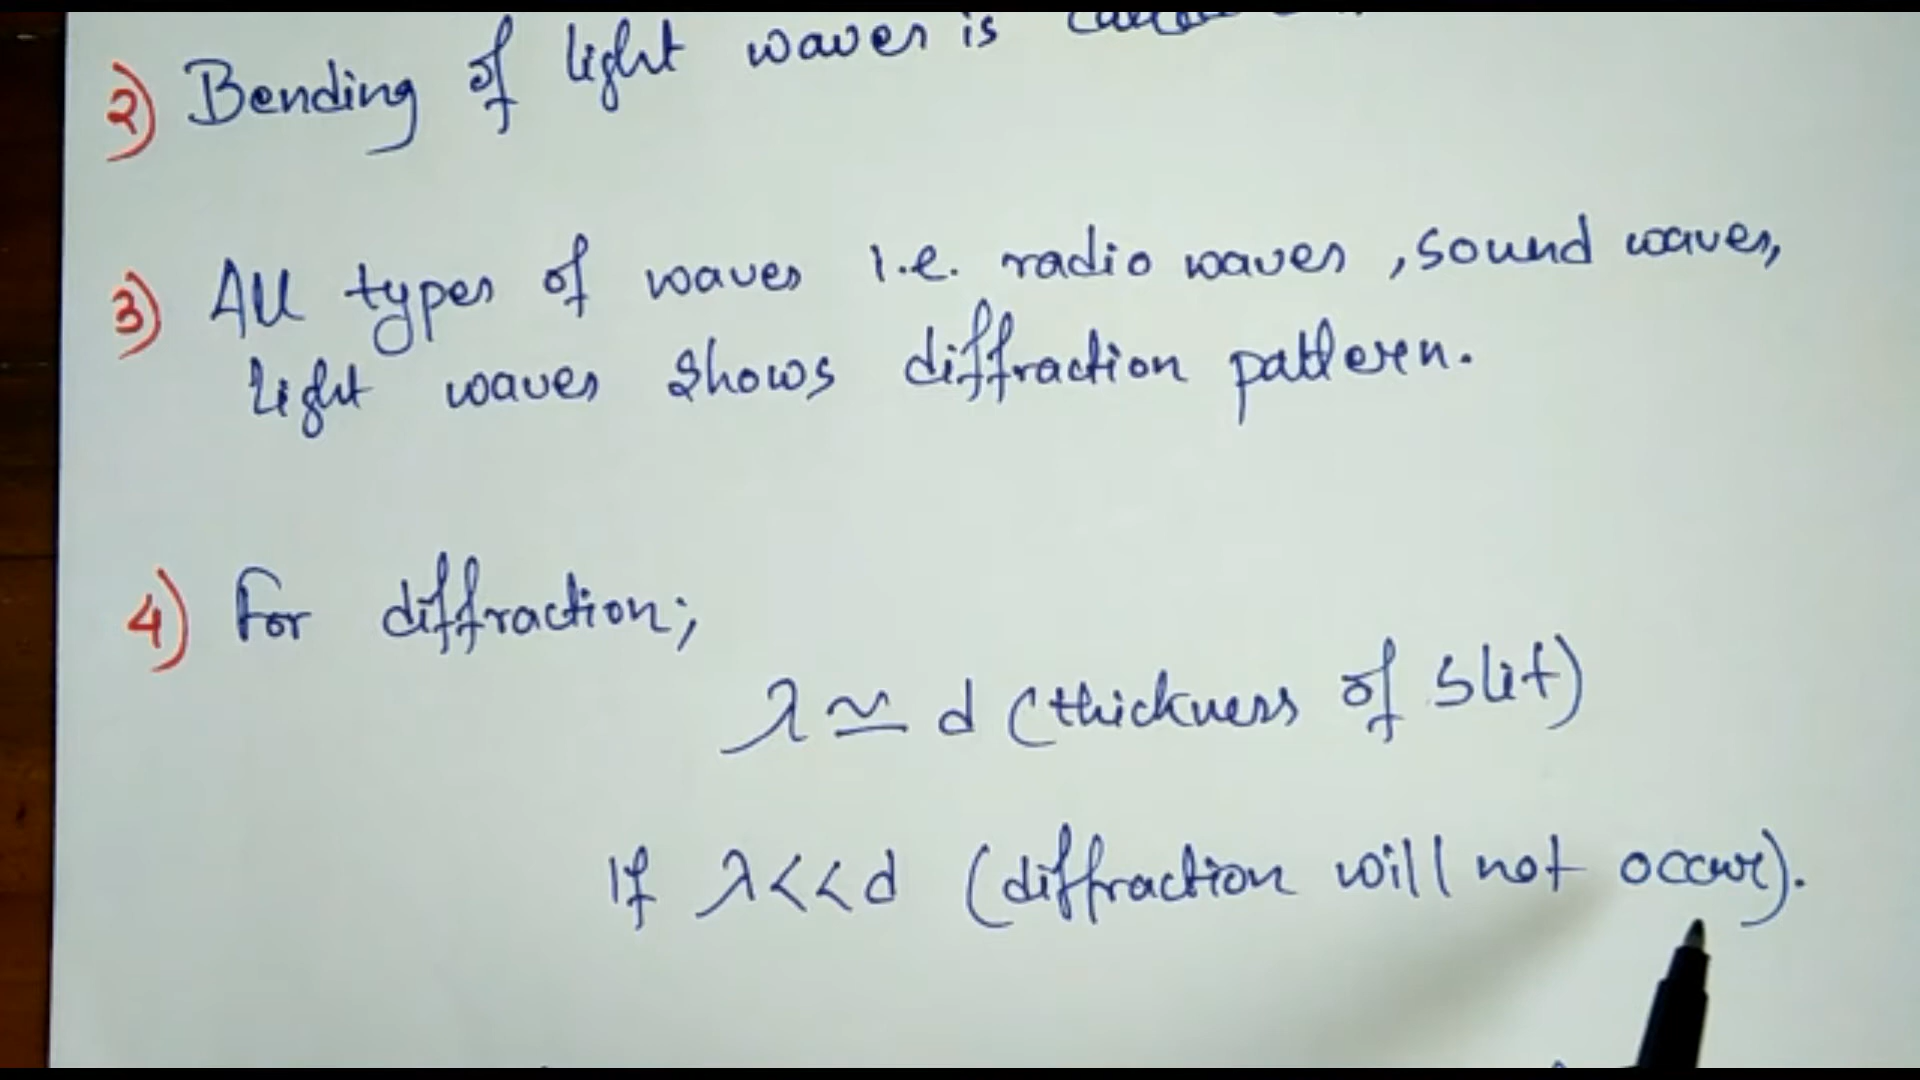 2) Bending of light waves is
3) All types of waves i.e. radio waves, sound waves,
light waves shows diffraction pattern.
4) For diffraction;
λ ≃ d (thickness of slit)
If λ<<d (diffraction will not occur).